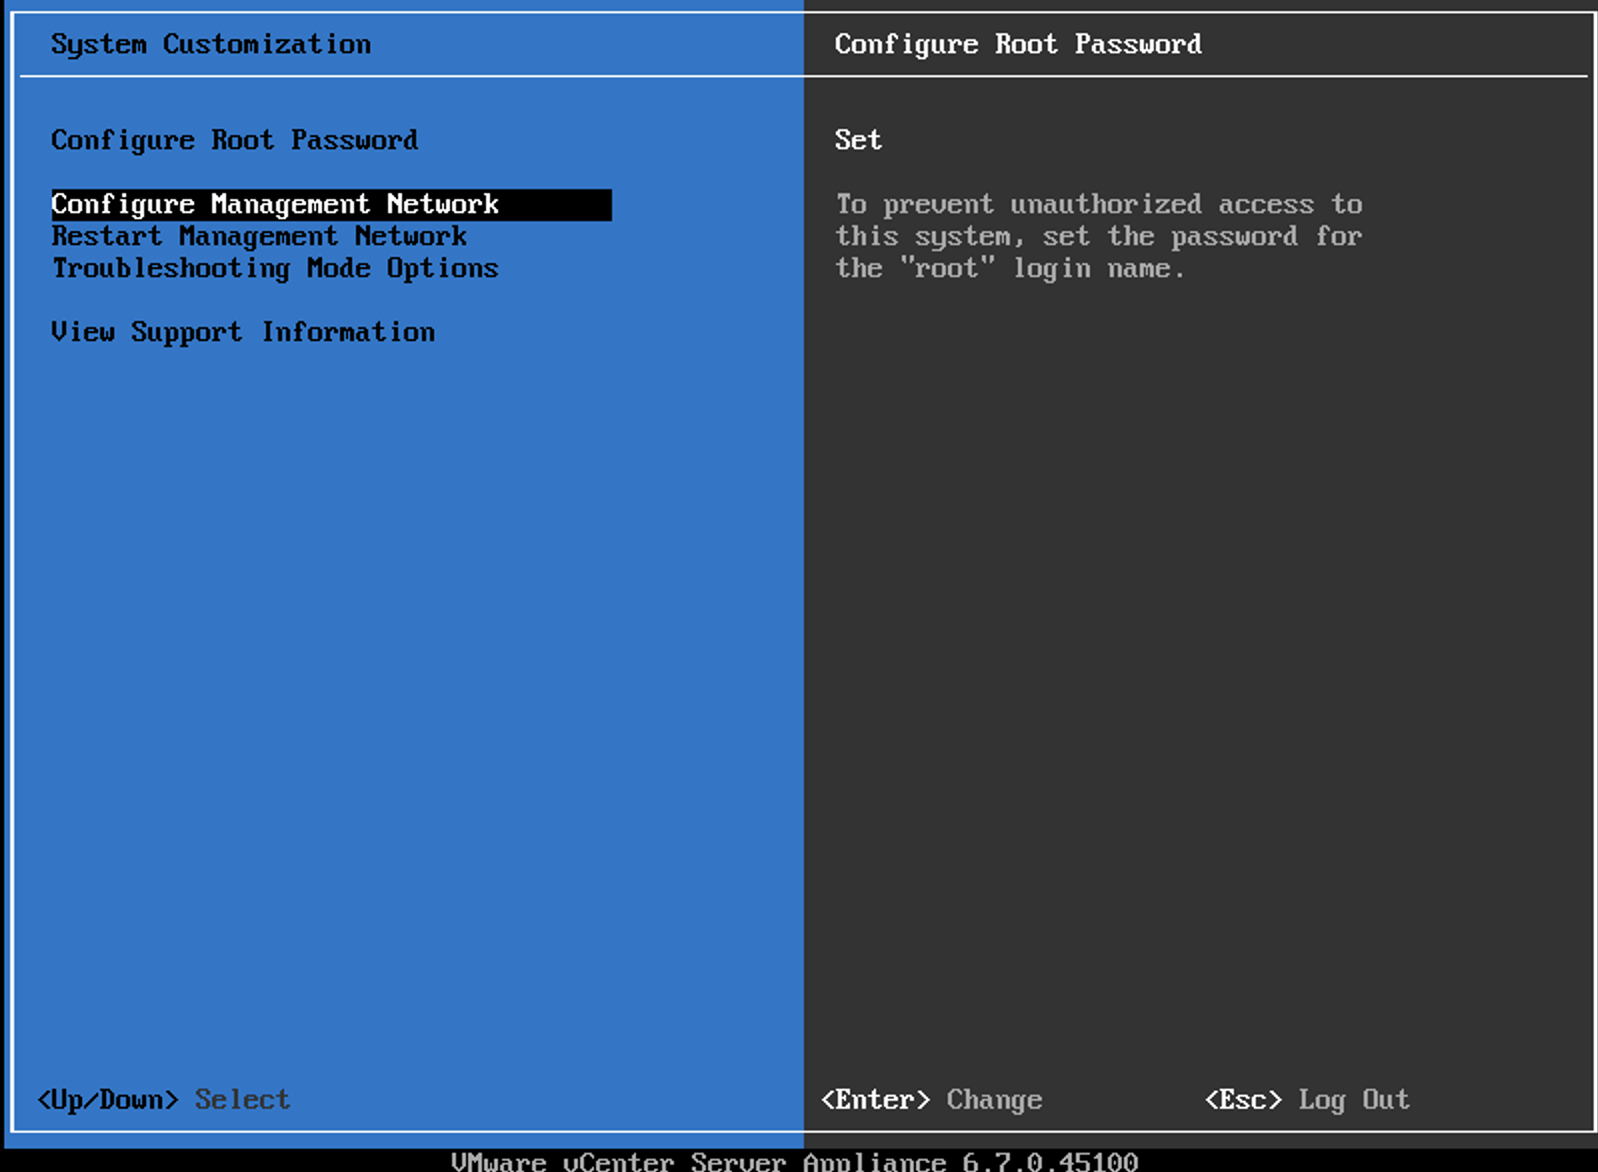 System Customization
Configure Root Password
Configure Root Password
Configure Management Network
Restart Management Network
Troubleshooting Mode Options
View Support Information
Set
To prevent unauthorized access to
this system, set the password for
the "root" login name.
<Up/Down> Select
<Enter> Change
<Esc> Log Out
VMware vCenter Server Appliance 6.7.0.45100